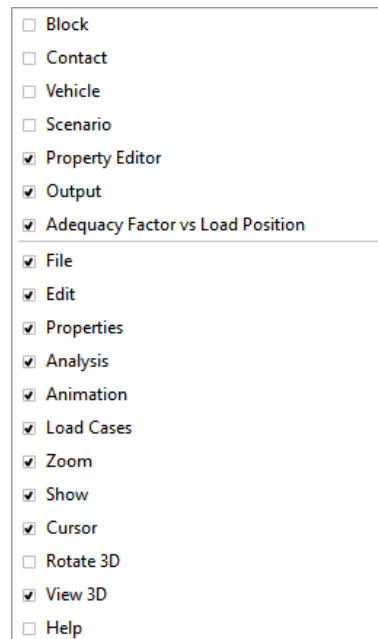 Block
Contact
Vehicle
Scenario
Property Editor
Output
Adequacy Factor vs Load Position
File
Edit
Properties
Analysis
Animation
Load Cases
Zoom
Show
Cursor
Rotate 3D
View 3D
Help